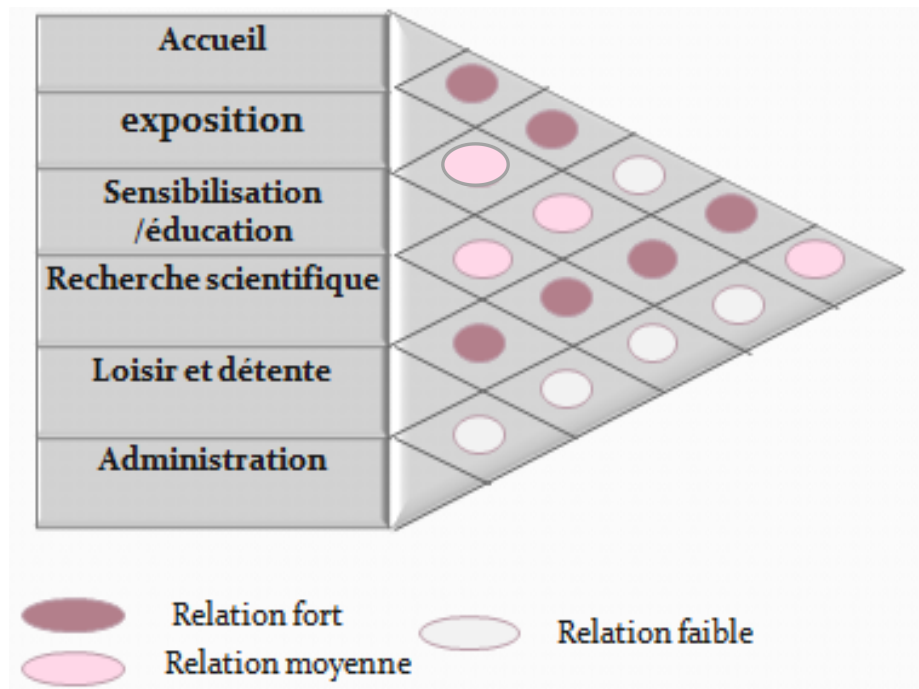 Accueil
exposition
Sensibilisation
/éducation
Recherche scientifique
Loisir et détente
Administration
Relation fort
Relation faible
Relation moyenne